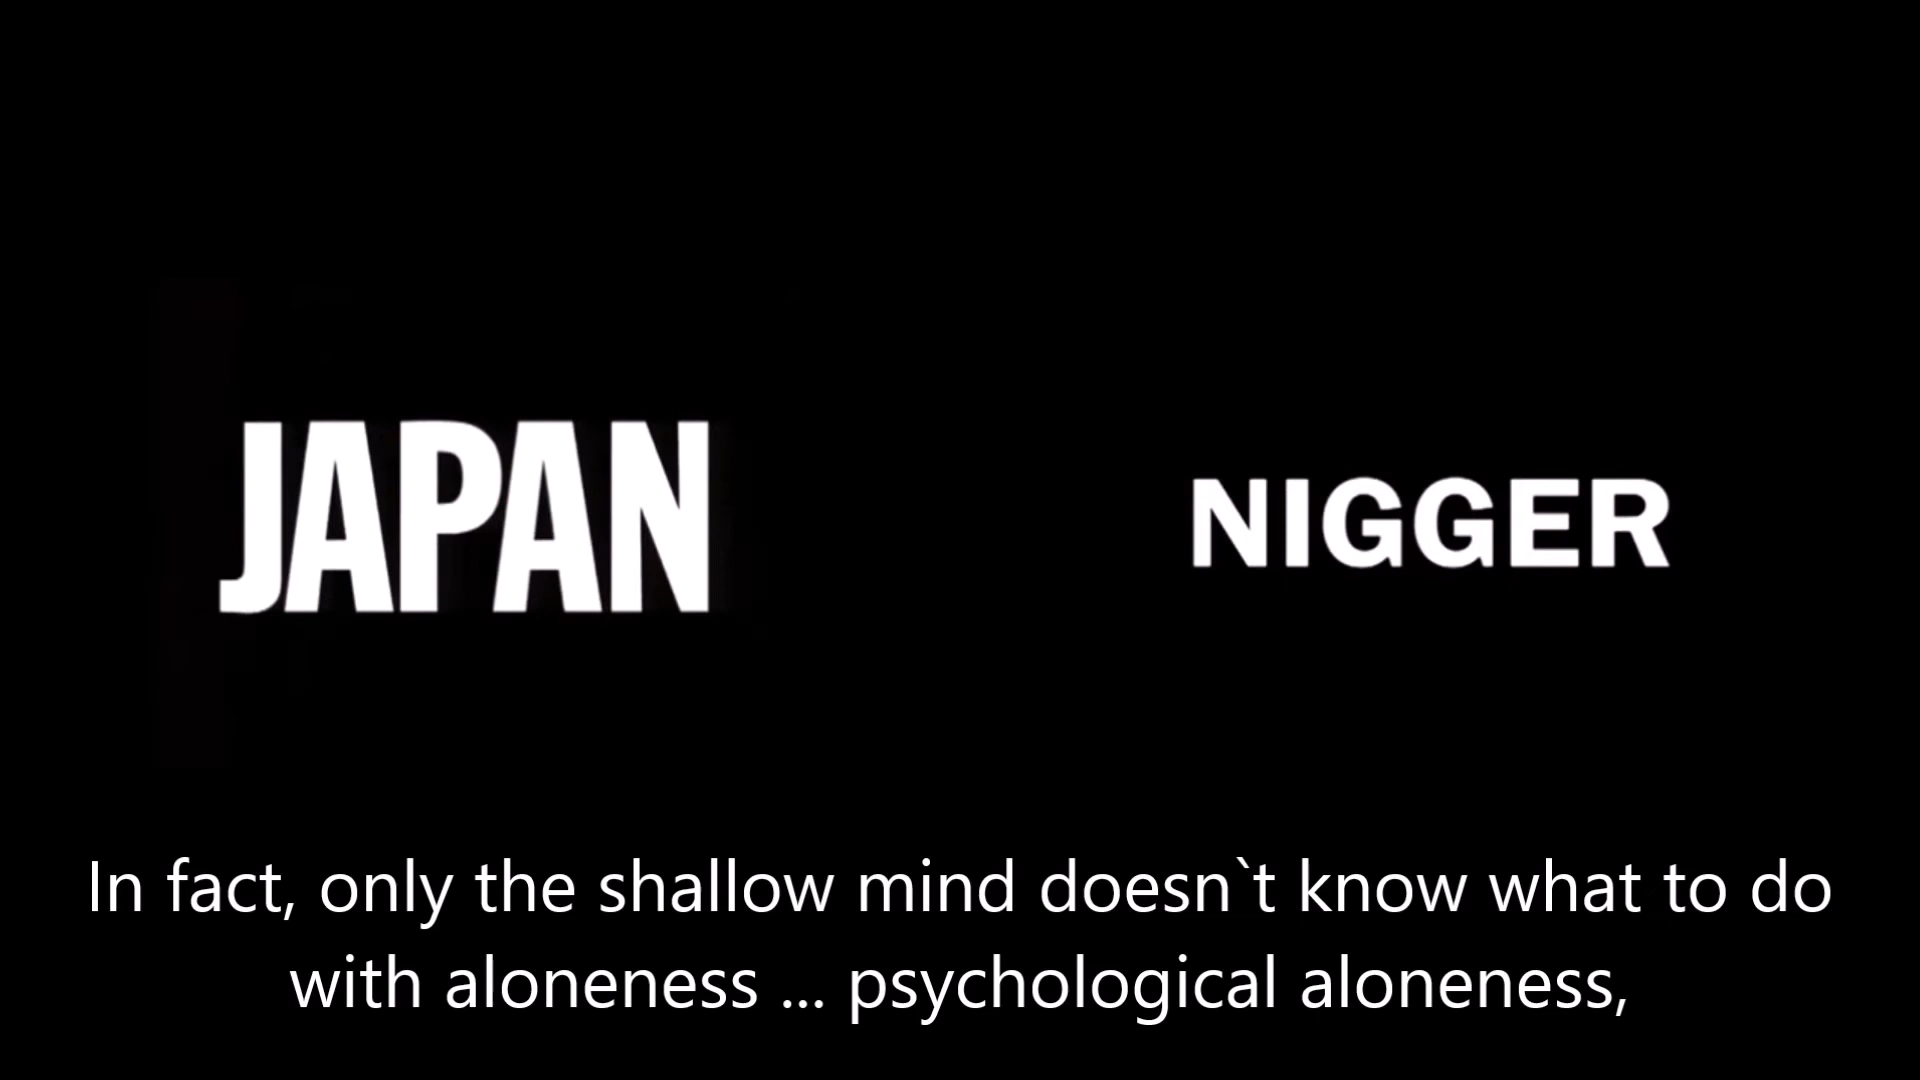 JAPAN
NIGGER
In fact, only the shallow mind doesn`t know what to do
with aloneness ... psychological aloneness,